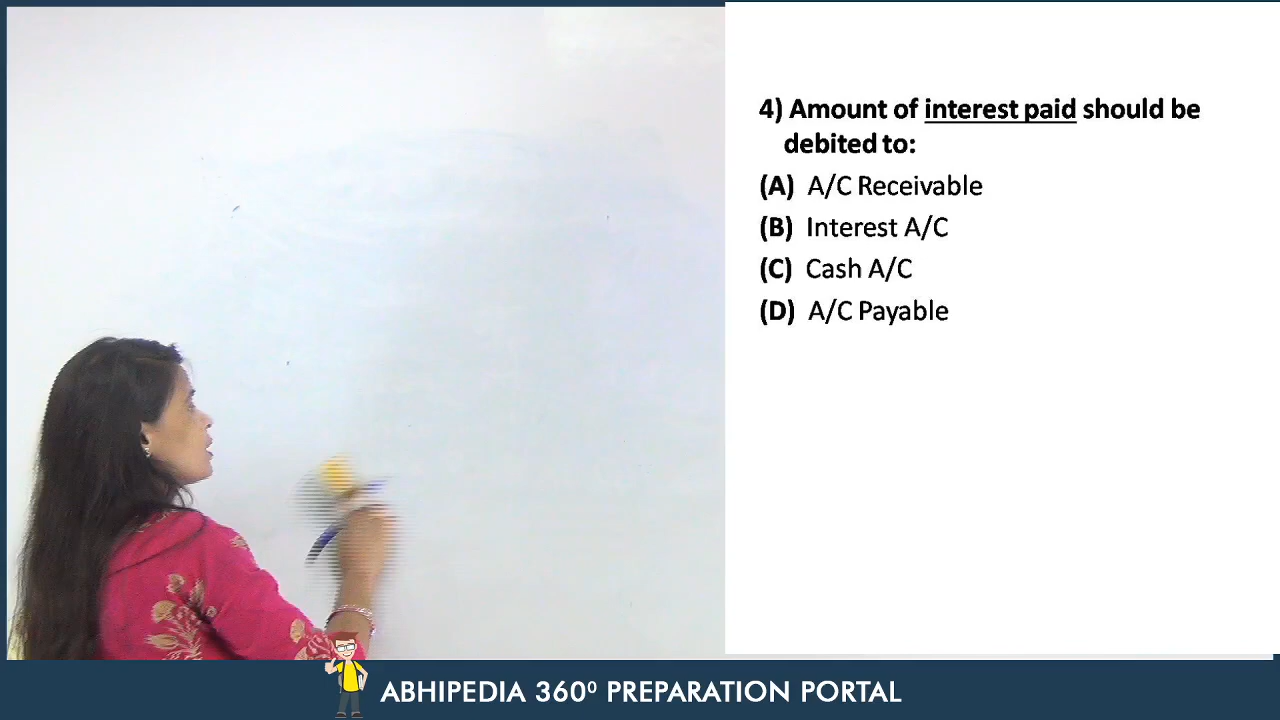 4) Amount of interest paid should be
debited to:
(A) A/C Receivable
(B) Interest A/C
(C) Cash A/C
(D) A/C Payable
ABHIPEDIA 360⁰ PREPARATION PORTAL